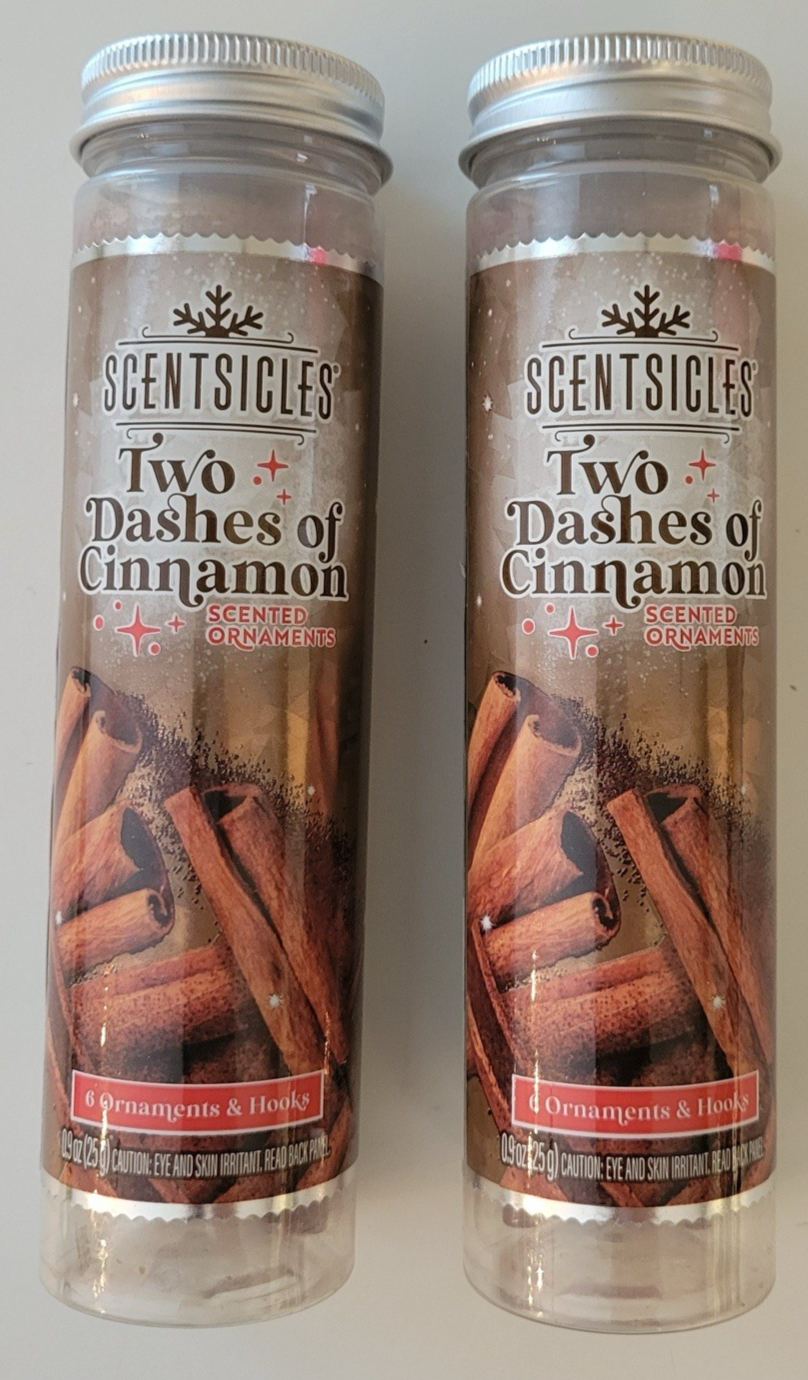 SCENTSICLES®
Two
Dashes of
Cinnamon
SCENTED
ORNAMENTS
6 Ornaments & Hooks
0.9 oz (25 g) CAUTION: EYE AND SKIN IRRITANT. READ BACK PANEL
SCENTSICLES®
Two
Dashes of
Cinnamon
SCENTED
ORNAMENTS
6 Ornaments & Hooks
0.9 oz (25 g) CAUTION: EYE AND SKIN IRRITANT. READ BACK PANEL